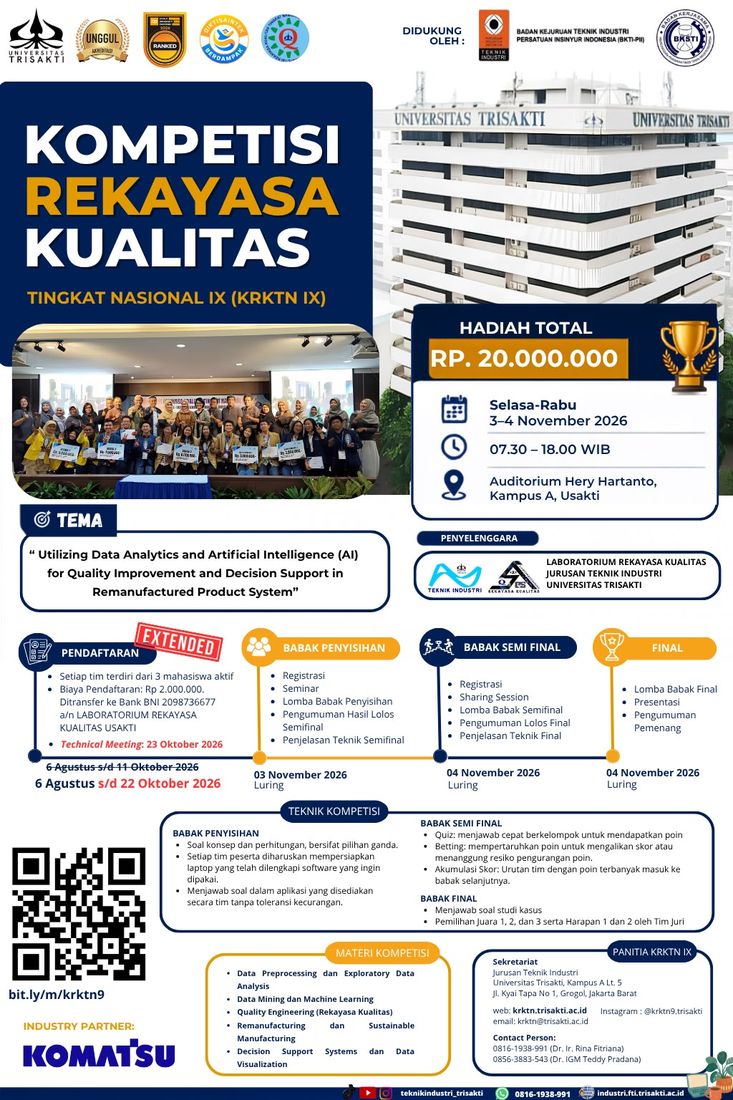 UNIVERSITAS
TRISAKTI
UNGGUL
AKREDITASI
RANKED
DIKTISAINTEK
BERDAMPAK
DIDUKUNG
OLEH :
TEKNIK
INDUSTRI
BADAN KEJURUAN TEKNIK INDUSTRI
PERSATUAN INSINYUR INDONESIA (BKTI-PII)
BADAN KERJASAMA
BKSTI
UNIVERSITAS TRISAKTI
UNIVERSITAS TRISAKTI
KOMPETISI
REKAYASA
KUALITAS
TINGKAT NASIONAL IX (KRKTN IX)
HADIAH TOTAL
RP. 20.000.000
Selasa-Rabu
3–4 November 2026
07.30 – 18.00 WIB
Auditorium Hery Hartanto,
Kampus A, Usakti
TEMA
“ Utilizing Data Analytics and Artificial Intelligence (AI)
for Quality Improvement and Decision Support in
Remanufactured Product System”
PENYELENGGARA
TEKNIK INDUSTRI
REKAYASA KUALITAS
LABORATORIUM REKAYASA KUALITAS
JURUSAN TEKNIK INDUSTRI
UNIVERSITAS TRISAKTI
PENDAFTARAN
EXTENDED
• Setiap tim terdiri dari 3 mahasiswa aktif
• Biaya Pendaftaran: Rp 2.000.000.
Ditransfer ke Bank BNI 2098736677
a/n LABORATORIUM REKAYASA
KUALITAS USAKTI
• Technical Meeting: 23 Oktober 2026
6 Agustus s/d 11 Oktober 2026
6 Agustus s/d 22 Oktober 2026
BABAK PENYISIHAN
• Registrasi
• Seminar
• Lomba Babak Penyisihan
• Pengumuman Hasil Lolos
Semifinal
• Penjelasan Teknik Semifinal
03 November 2026
Luring
BABAK SEMI FINAL
• Registrasi
• Sharing Session
• Lomba Babak Semifinal
• Pengumuman Lolos Final
• Penjelasan Teknik Final
04 November 2026
Luring
FINAL
• Lomba Babak Final
• Presentasi
• Pengumuman
Pemenang
04 November 2026
Luring
TEKNIK KOMPETISI
BABAK PENYISIHAN
• Soal konsep dan perhitungan, bersifat pilihan ganda.
• Setiap tim peserta diharuskan mempersiapkan
laptop yang telah dilengkapi software yang ingin
dipakai.
• Menjawab soal dalam aplikasi yang disediakan
secara tim tanpa toleransi kecurangan.
BABAK SEMI FINAL
• Quiz: menjawab cepat berkelompok untuk mendapatkan poin
• Betting: mempertaruhkan poin untuk mengalikan skor atau
menanggung resiko pengurangan poin.
• Akumulasi Skor: Urutan tim dengan poin terbanyak masuk ke
babak selanjutnya.
BABAK FINAL
• Menjawab soal studi kasus
• Pemilihan Juara 1, 2, dan 3 serta Harapan 1 dan 2 oleh Tim Juri
bit.ly/m/krktn9
INDUSTRY PARTNER:
KOMATSU
MATERI KOMPETISI
• Data Preprocessing dan Exploratory Data
Analysis
• Data Mining dan Machine Learning
• Quality Engineering (Rekayasa Kualitas)
• Remanufacturing dan Sustainable
Manufacturing
• Decision Support Systems dan Data
Visualization
PANITIA KRKTN IX
Sekretariat
Jurusan Teknik Industri
Universitas Trisakti, Kampus A Lt. 5
Jl. Kyai Tapa No 1, Grogol, Jakarta Barat
web: krktn.trisakti.ac.id Instagram : @krktn9.trisakti
email: krktn@trisakti.ac.id
Contact Person:
0816-1938-991 (Dr. Ir. Rina Fitriana)
0856-3883-543 (Dr. IGM Teddy Pradana)
teknikindustri_trisakti 0816-1938-991 industri.fti.trisakti.ac.id